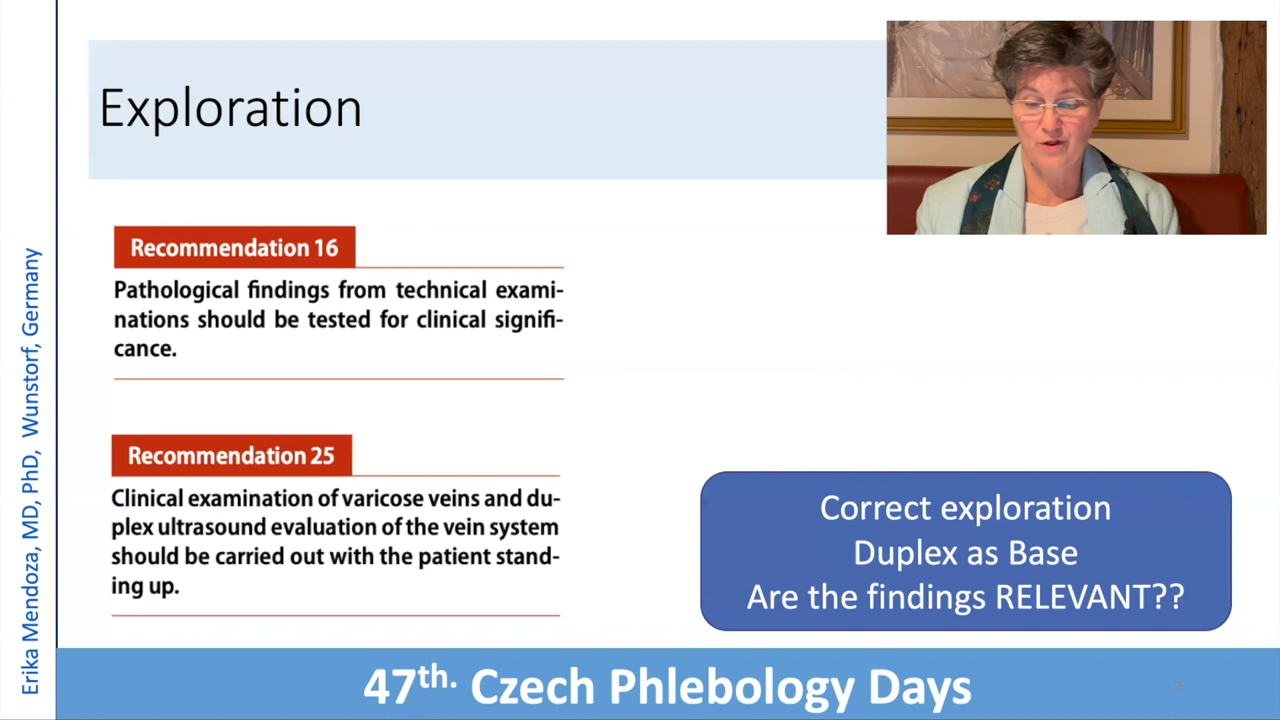 Exploration
Recommendation 16
Pathological findings from technical exami-
nations should be tested for clinical signifi-
cance.
Recommendation 25
Clinical examination of varicose veins and du-
plex ultrasound evaluation of the vein system
should be carried out with the patient stand-
ing up.
Correct exploration
Duplex as Base
Are the findings RELEVANT??
Erika Mendoza, MD, PhD, Wunstorf, Germany
47th. Czech Phlebology Days
7